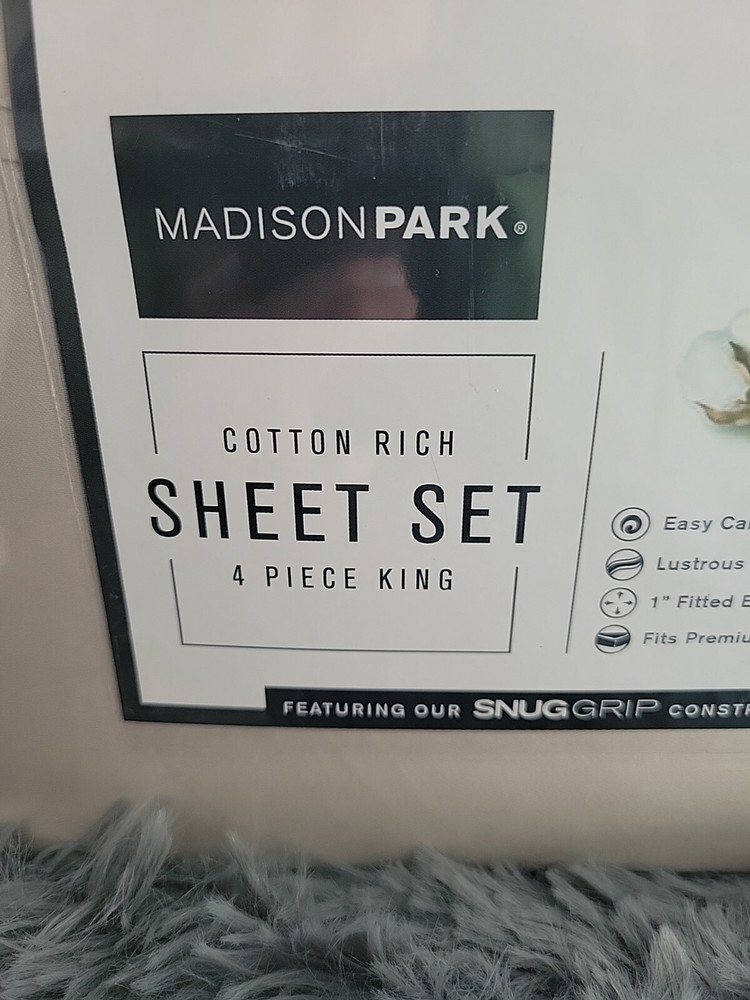 MADISONPARK®
COTTON RICH
SHEET SET
4 PIECE KING
Easy
Lustrous
1" Fitted
Fits
FEATURING OUR SNUGGRIP